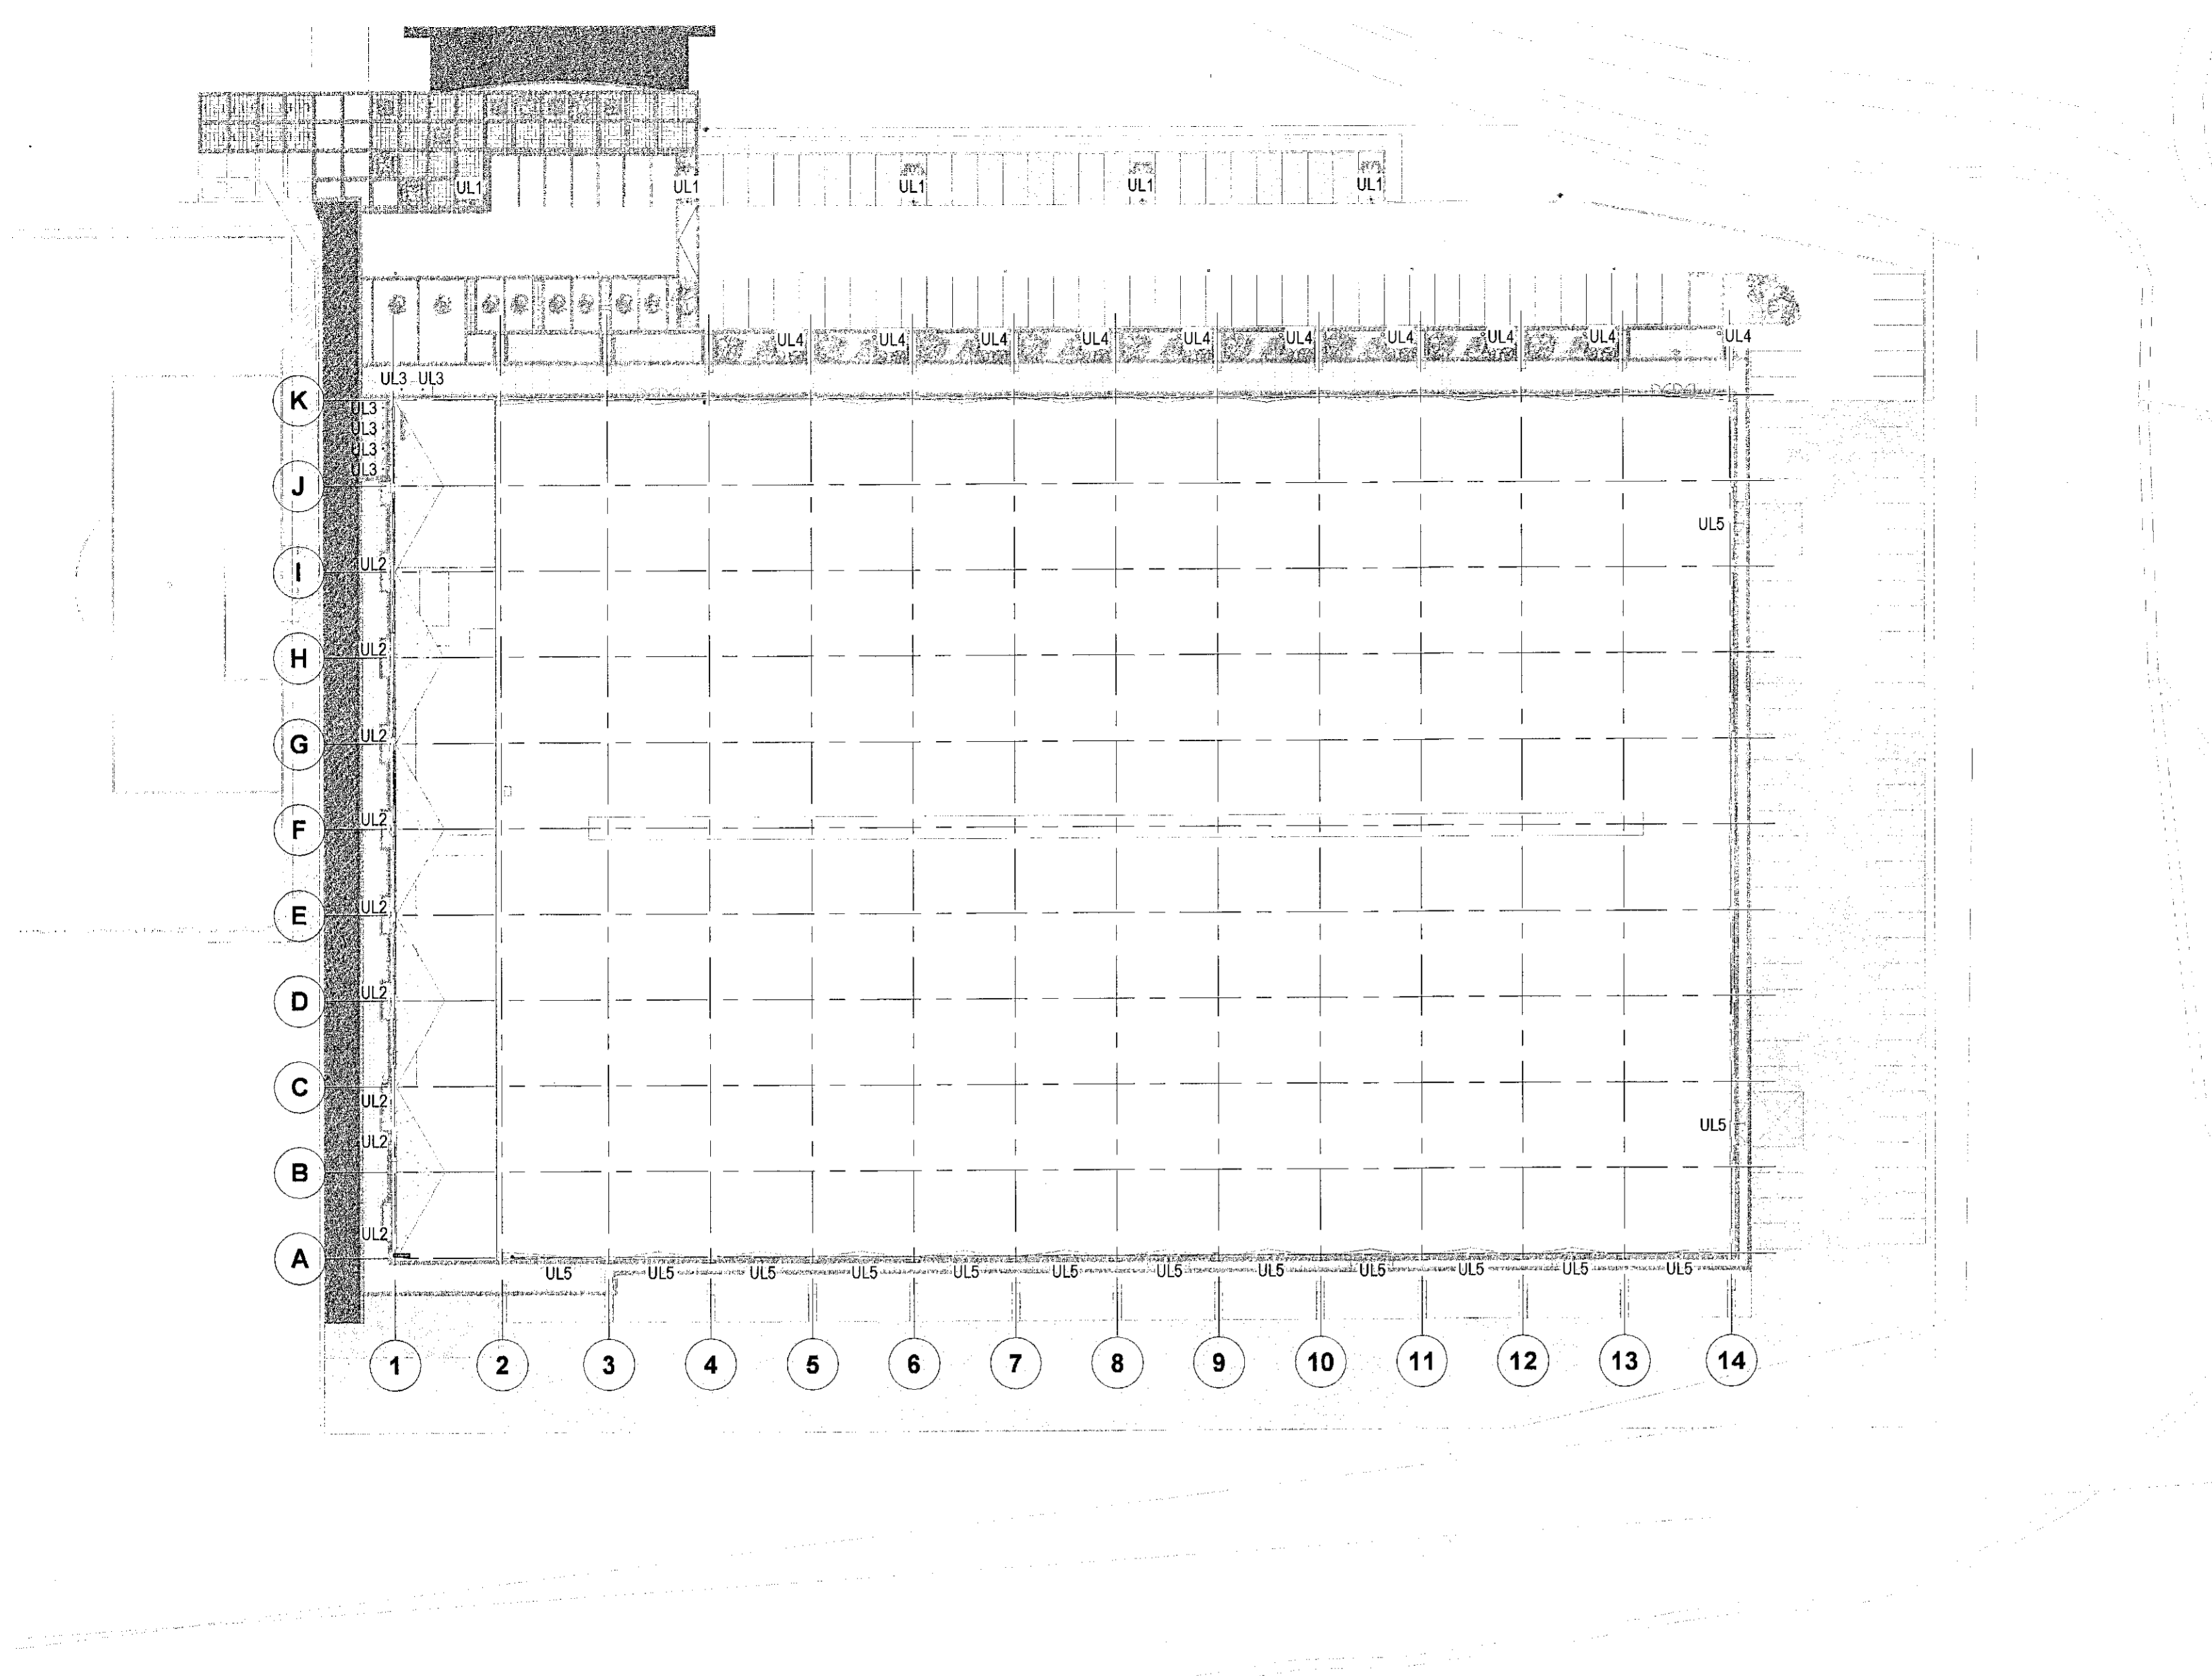 UL1 UL1 UL1 UL1 UL1
UL4 UL4 UL4 UL4 UL4 UL4 UL4 UL4 UL4 UL4
UL3 UL3
K
UL3
UL3
UL3
UL3
J
UL5
I UL2
H UL2
G UL2
F UL2
E UL2
D UL2
C
UL2
UL5
UL2
B
UL2
A
UL5 UL5 UL5 UL5 UL5 UL5 UL5 UL5 UL5 UL5 UL5 UL5
1 2 3 4 5 6 7 8 9 10 11 12 13 14